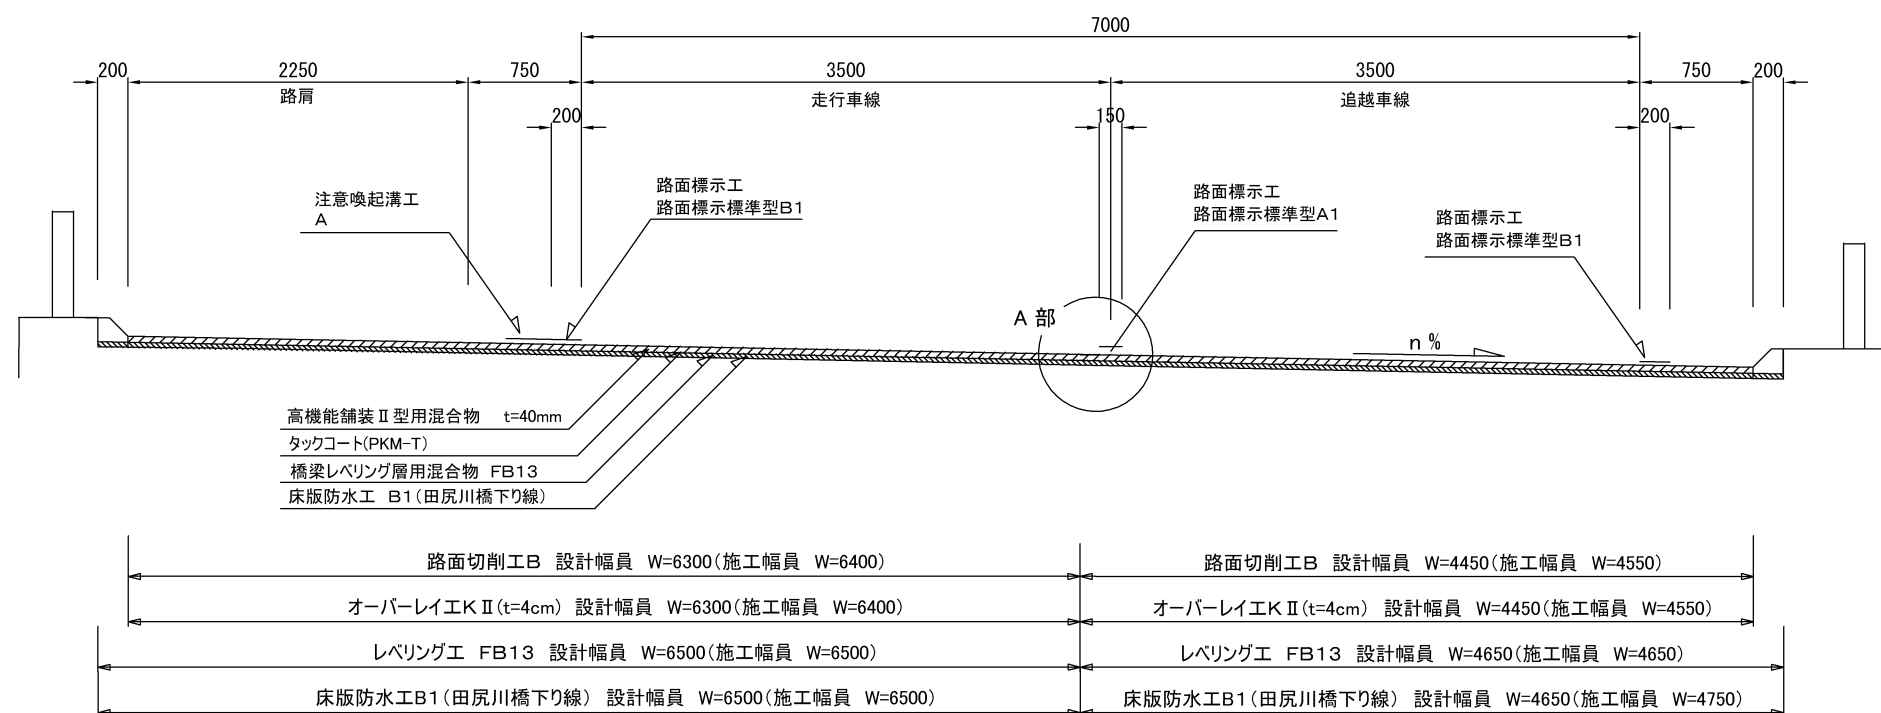 7000
200
2250
750
3500
3500
750
200
路肩
走行車線
追越車線
200
150
200
注意喚起溝工
A
路面標示工
路面標示標準型B1
路面標示工
路面標示標準型A1
路面標示工
路面標示標準型B1
A 部
n %
高機能舗装Ⅱ型用混合物 t=40mm
タックコート(PKM-T)
橋梁レベリング層用混合物 FB13
床版防水工 B1(田尻川橋下り線)
路面切削工B 設計幅員 W=6300(施工幅員 W=6400)
路面切削工B 設計幅員 W=4450(施工幅員 W=4550)
オーバーレイ工KⅡ(t=4cm) 設計幅員 W=6300(施工幅員 W=6400)
オーバーレイ工KⅡ(t=4cm) 設計幅員 W=4450(施工幅員 W=4550)
レベリング工 FB13 設計幅員 W=6500(施工幅員 W=6500)
レベリング工 FB13 設計幅員 W=4650(施工幅員 W=4650)
床版防水工B1(田尻川橋下り線) 設計幅員 W=6500(施工幅員 W=6500)
床版防水工B1(田尻川橋下り線) 設計幅員 W=4650(施工幅員 W=4750)